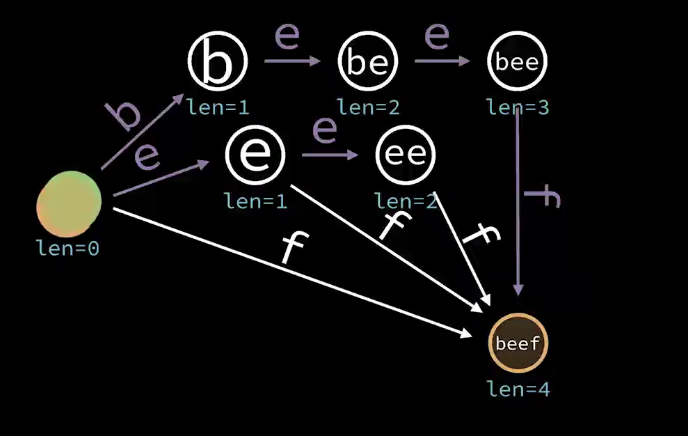 e e
b be bee
b len=1 len=2 len=3
e e
e ee
len=1 len=2
f f f
len=0 f
beef
len=4